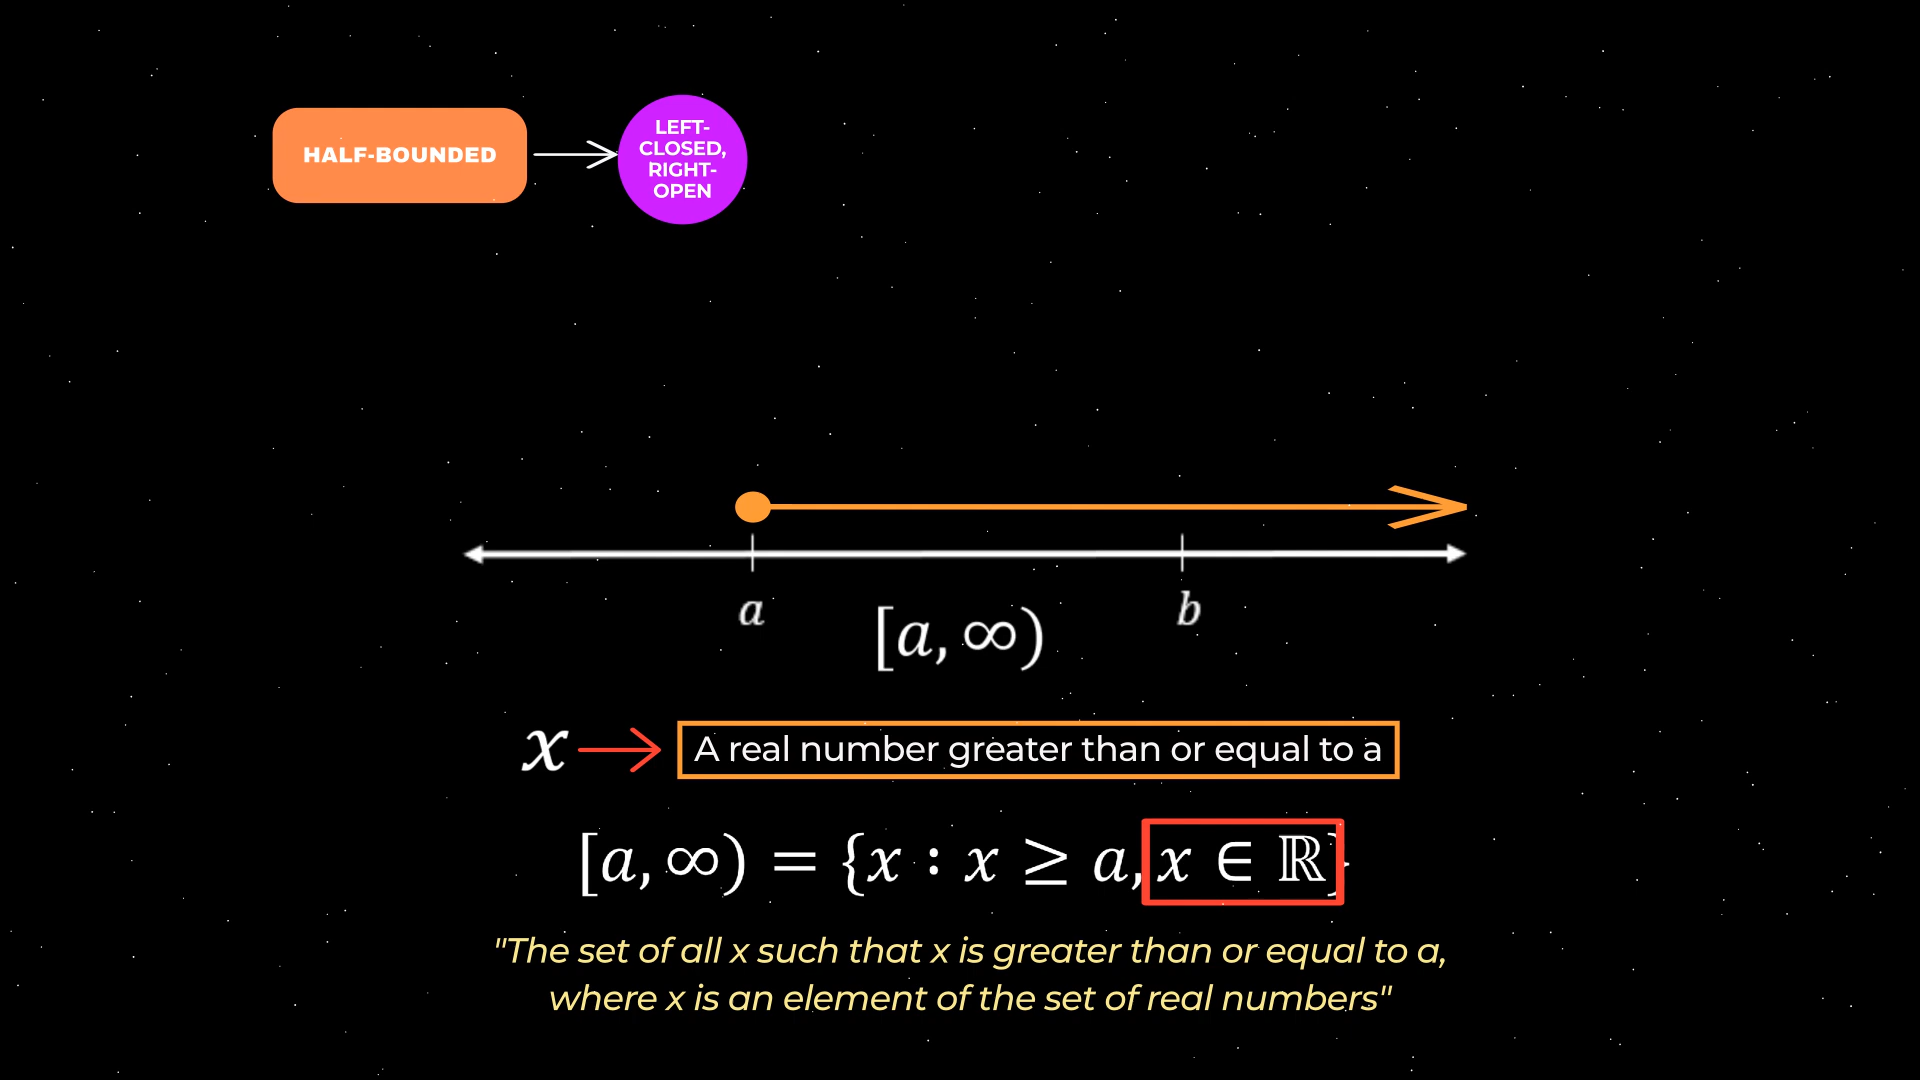 HALF-BOUNDED
LEFT-
CLOSED,
RIGHT-
OPEN
a
b
[a, ∞)
x
A real number greater than or equal to a
[a, ∞) = {x : x ≥ a, x ∈ ℝ}
"The set of all x such that x is greater than or equal to a,
where x is an element of the set of real numbers"